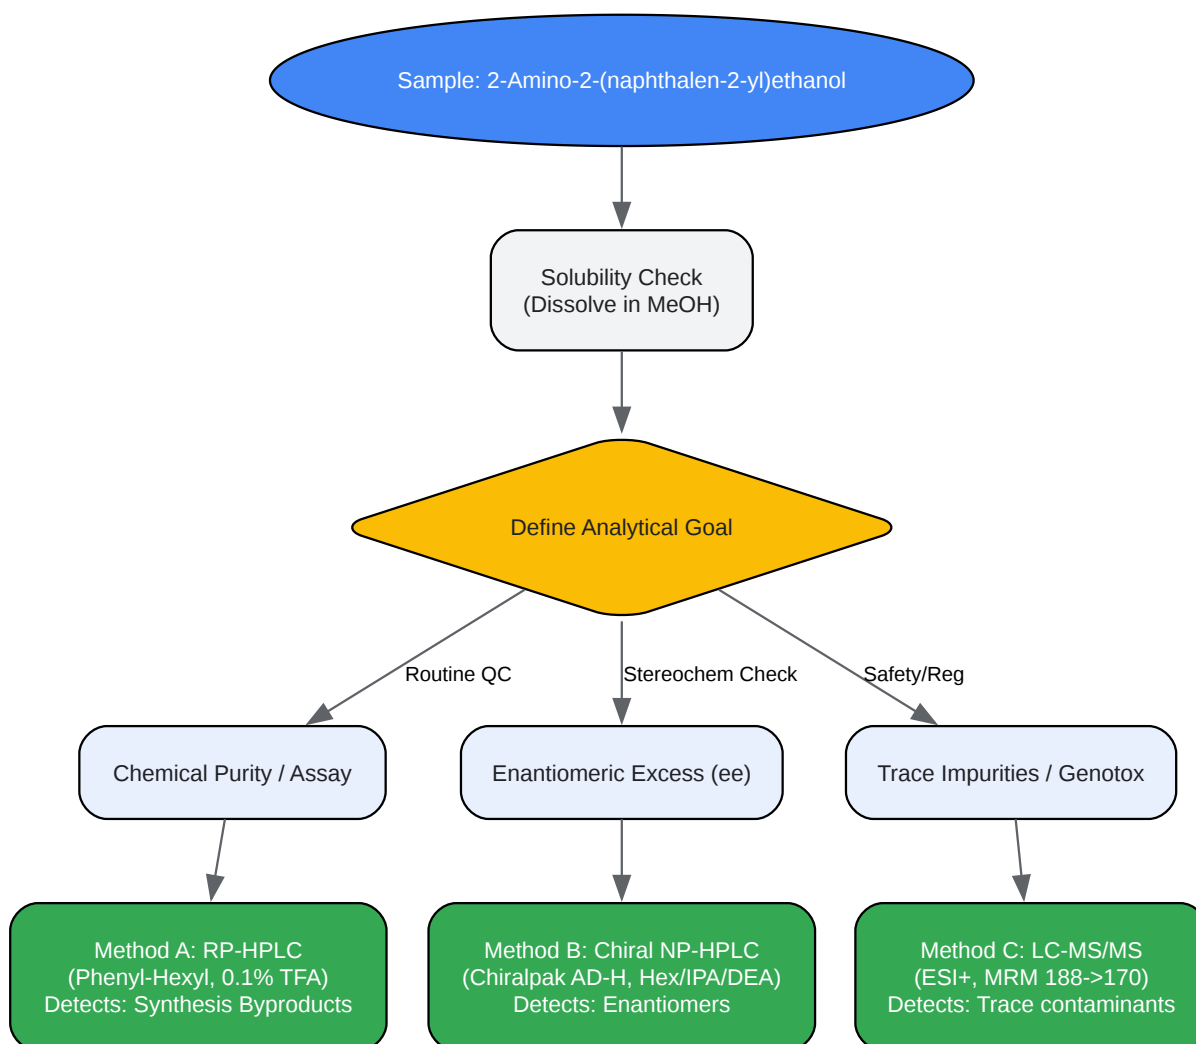 Sample: 2-Amino-2-(naphthalen-2-yl)ethanol
Solubility Check
(Dissolve in MeOH)
Define Analytical Goal
Routine QC
Stereochem Check
Safety/Reg
Chemical Purity / Assay
Enantiomeric Excess (ee)
Trace Impurities / Genotox
Method A: RP-HPLC
(Phenyl-Hexyl, 0.1% TFA)
Detects: Synthesis Byproducts
Method B: Chiral NP-HPLC
(Chiralpak AD-H, Hex/IPA/DEA)
Detects: Enantiomers
Method C: LC-MS/MS
(ESI+, MRM 188->170)
Detects: Trace contaminants